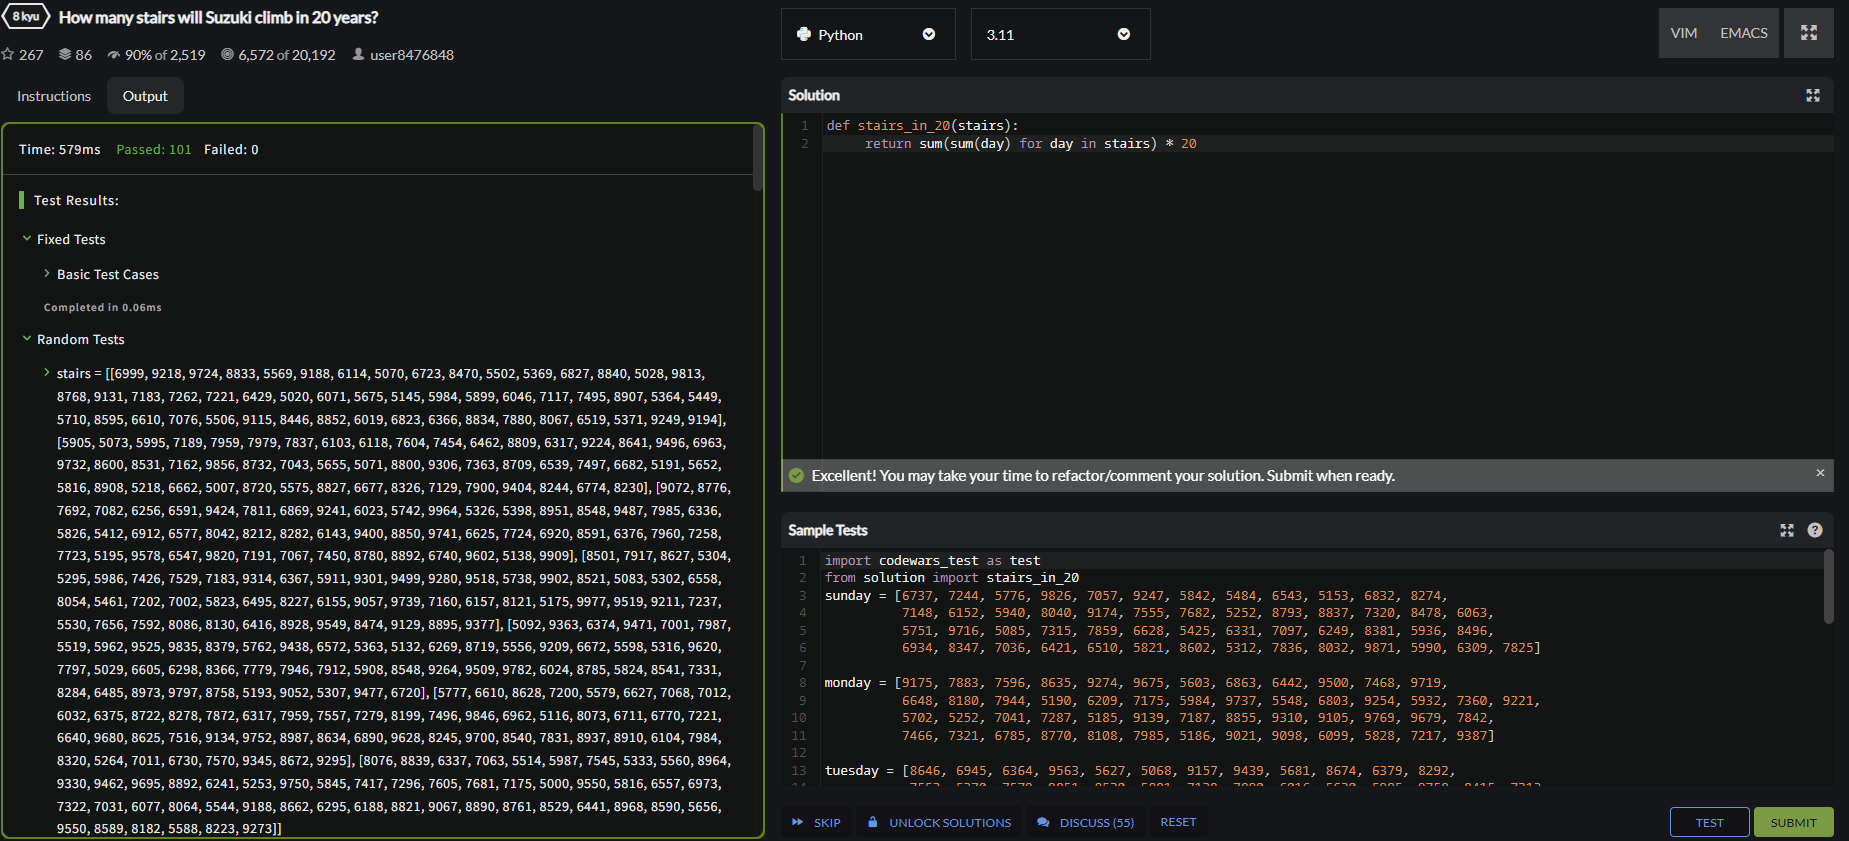 8 kyu How many stairs will Suzuki climb in 20 years?
267 86 90% of 2,519 6,572 of 20,192 user8476848
Instructions Output
Time: 579ms Passed: 101 Failed: 0
Test Results:
Fixed Tests
Basic Test Cases
Completed in 0.06ms
Random Tests
stairs = [[6999, 9218, 9724, 8833, 5569, 9188, 6114, 5070, 6723, 8470, 5502, 5369, 6827, 8840, 5028, 9813,
8768, 9131, 7183, 7262, 7221, 6429, 5020, 6071, 5675, 5145, 5984, 5899, 6046, 7117, 7495, 8907, 5364, 5449,
5710, 8595, 6610, 7076, 5506, 9115, 8446, 8852, 6019, 6823, 6366, 8834, 7880, 8067, 6519, 5371, 9249, 9194],
[5905, 5073, 5995, 7189, 7959, 7979, 7837, 6103, 6118, 7604, 7454, 6462, 8809, 6317, 9224, 8641, 9496, 6963,
9732, 8600, 8531, 7162, 9856, 8732, 7043, 5655, 5071, 8800, 9306, 7363, 8709, 6539, 7497, 6682, 5191, 5652,
5816, 8908, 5218, 6662, 5007, 8720, 5575, 8827, 6677, 8326, 7129, 7900, 9404, 8244, 6774, 8230], [9072, 8776,
7692, 7082, 6256, 6591, 9424, 7811, 6869, 9241, 6023, 5742, 9964, 5326, 5398, 8951, 8548, 9487, 7985, 6336,
5826, 5412, 6912, 6577, 8042, 8212, 8282, 6143, 9400, 8850, 9741, 6625, 7724, 6920, 8591, 6376, 7960, 7258,
7723, 5195, 9578, 6547, 9820, 7191, 7067, 7450, 8780, 8892, 6740, 9602, 5138, 9909], [8501, 7917, 8627, 5304,
5295, 5986, 7426, 7529, 7183, 9314, 6367, 5911, 9301, 9499, 9280, 9518, 5738, 9902, 8521, 5083, 5302, 6558,
8054, 5461, 7202, 7002, 5823, 6495, 8227, 6155, 9057, 9739, 7160, 6157, 8121, 5175, 9977, 9519, 9211, 7237,
5530, 7656, 7592, 8086, 8130, 6416, 8928, 9549, 8474, 9129, 8895, 9377], [5092, 9363, 6374, 9471, 7001, 7987,
5519, 5962, 9525, 9835, 8379, 5762, 9438, 6572, 5363, 5132, 6269, 8719, 5556, 9209, 6672, 5598, 5316, 9620,
7797, 5029, 6605, 6298, 8366, 7779, 7946, 7912, 5908, 8548, 9264, 9509, 9782, 6024, 8785, 5824, 8541, 7331,
8284, 6485, 8973, 9797, 8758, 5193, 9052, 5307, 9477, 6720], [5777, 6610, 8628, 7200, 5579, 6627, 7068, 7012,
6032, 6375, 8722, 8278, 7872, 6317, 7959, 7557, 7279, 8199, 7496, 9846, 6962, 5116, 8073, 6711, 6770, 7221,
6640, 9680, 8625, 7516, 9134, 9752, 8987, 8634, 6890, 9628, 8245, 9700, 8540, 7831, 8937, 8910, 6104, 7984,
8320, 5264, 7011, 6730, 7570, 9345, 8672, 9295], [8076, 8839, 6337, 7063, 5514, 5987, 7545, 5333, 5560, 8964,
9330, 9462, 9695, 8892, 6241, 5253, 9750, 5845, 7417, 7296, 7605, 7681, 7175, 5000, 9550, 5816, 6557, 6973,
7322, 7031, 6077, 8064, 5544, 9188, 8662, 6295, 6188, 8821, 9067, 8890, 8761, 8529, 6441, 8968, 8590, 5656,
9550, 8589, 8182, 5588, 8223, 9273]]
Python 3.11 VIM EMACS
Solution
1 def stairs_in_20(stairs):
2 return sum(sum(day) for day in stairs) * 20
Excellent! You may take your time to refactor/comment your solution. Submit when ready. ×
Sample Tests ?
1 import codewars_test as test
2 from solution import stairs_in_20
3 sunday = [6737, 7244, 5776, 9826, 7057, 9247, 5842, 5484, 6543, 5153, 6832, 8274,
4 7148, 6152, 5940, 8040, 9174, 7555, 7682, 5252, 8793, 8837, 7320, 8478, 6063,
5 5751, 9716, 5085, 7315, 7859, 6628, 5425, 6331, 7097, 6249, 8381, 5936, 8496,
6 6934, 8347, 7036, 6421, 6510, 5821, 8602, 5312, 7836, 8032, 9871, 5990, 6309, 7825]
7
8 monday = [9175, 7883, 7596, 8635, 9274, 9675, 5603, 6863, 6442, 9500, 7468, 9719,
9 6648, 8180, 7944, 5190, 6209, 7175, 5984, 9737, 5548, 6803, 9254, 5932, 7360, 9221,
10 5702, 5252, 7041, 7287, 5185, 9139, 7187, 8855, 9310, 9105, 9769, 9679, 7842,
11 7466, 7321, 6785, 8770, 8108, 7985, 5186, 9021, 9098, 6099, 5828, 7217, 9387]
12
13 tuesday = [8646, 6945, 6364, 9563, 5627, 5068, 9157, 9439, 5681, 8674, 6379, 8292,
SKIP UNLOCK SOLUTIONS DISCUSS (55) RESET TEST SUBMIT